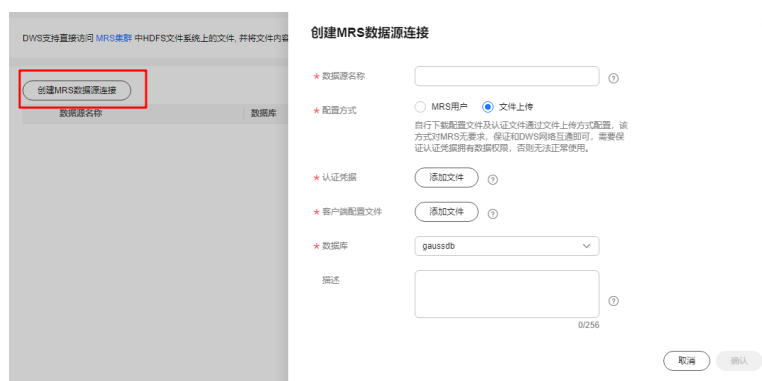 DWS支持直接访问 MRS集群 中HDFS文件系统上的文件, 并将文件内容
创建MRS数据源连接
数据源名称
数据库
创建MRS数据源连接
★ 数据源名称
★ 配置方式
MRS用户
文件上传
自行下载配置文件及认证文件通过文件上传方式配置，该
方式对MRS无要求，保证和DWS网络互通即可，需要保
证认证凭据拥有数据权限，否则无法正常使用。
★ 认证凭据
添加文件
★ 客户端配置文件
添加文件
★ 数据库
gaussdb
描述
0/256
取消
确认